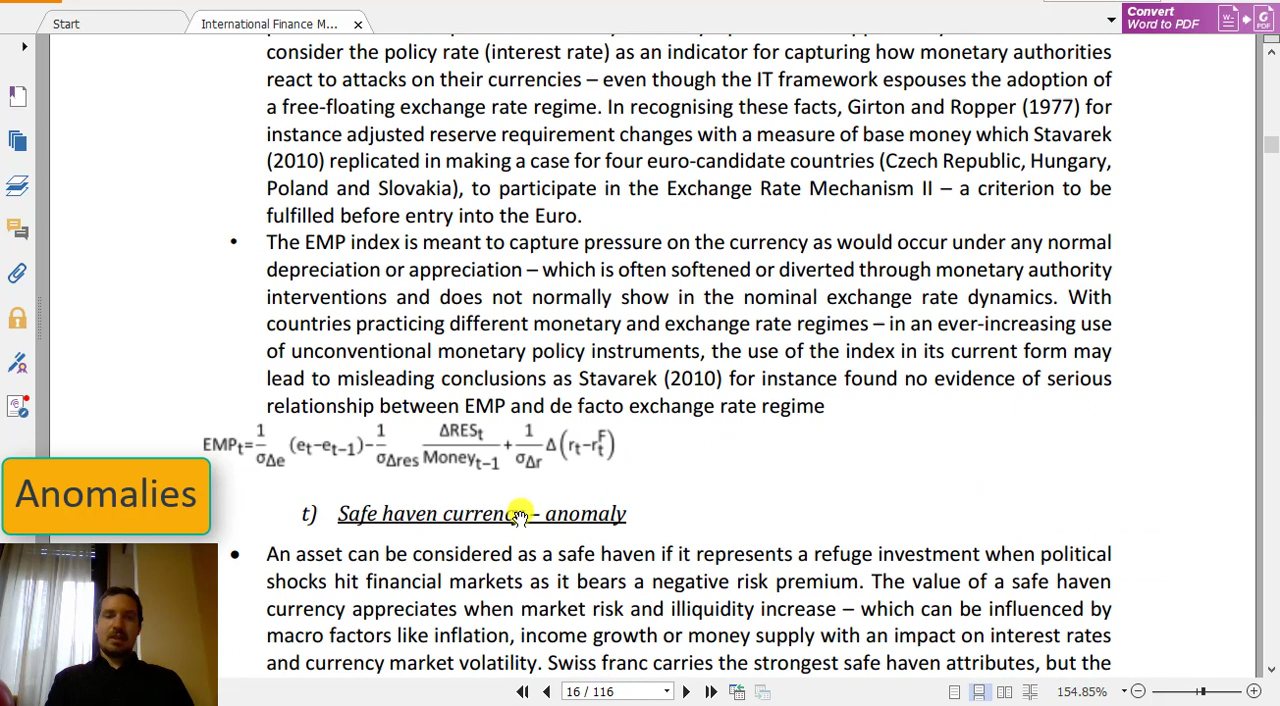 Start
International Finance M...
Convert
Word to PDF
consider the policy rate (interest rate) as an indicator for capturing how monetary authorities
react to attacks on their currencies – even though the IT framework espouses the adoption of
a free-floating exchange rate regime. In recognising these facts, Girton and Ropper (1977) for
instance adjusted reserve requirement changes with a measure of base money which Stavarek
(2010) replicated in making a case for four euro-candidate countries (Czech Republic, Hungary,
Poland and Slovakia), to participate in the Exchange Rate Mechanism II – a criterion to be
fulfilled before entry into the Euro.
• The EMP index is meant to capture pressure on the currency as would occur under any normal
depreciation or appreciation – which is often softened or diverted through monetary authority
interventions and does not normally show in the nominal exchange rate dynamics. With
countries practicing different monetary and exchange rate regimes – in an ever-increasing use
of unconventional monetary policy instruments, the use of the index in its current form may
lead to misleading conclusions as Stavarek (2010) for instance found no evidence of serious
relationship between EMP and de facto exchange rate regime
EMPt=1/σΔe (et–et–1)–1/σΔres ΔRESt/Moneyt–1 + 1/σΔr Δ(rt–rtF)
Anomalies
t) Safe haven currency – anomaly
• An asset can be considered as a safe haven if it represents a refuge investment when political
shocks hit financial markets as it bears a negative risk premium. The value of a safe haven
currency appreciates when market risk and illiquidity increase – which can be influenced by
macro factors like inflation, income growth or money supply with an impact on interest rates
and currency market volatility. Swiss franc carries the strongest safe haven attributes, but the
16 / 116
154.85%